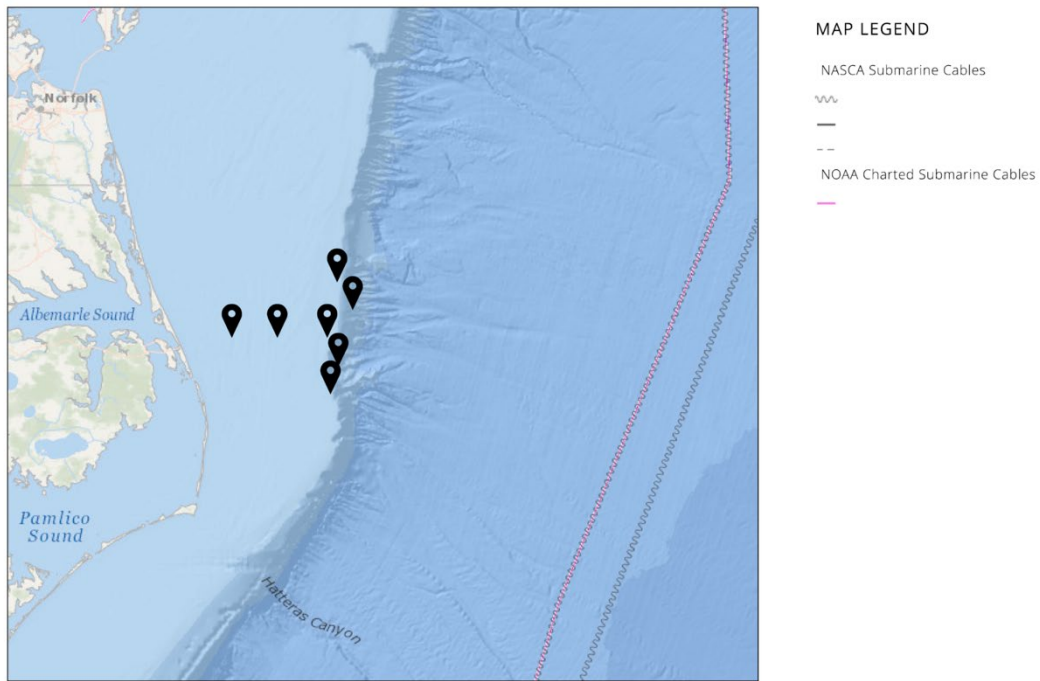 MAP LEGEND
NASCA Submarine Cables
NOAA Charted Submarine Cables
Norfolk
Albemarle Sound
Pamlico
Sound
Hatteras Canyon